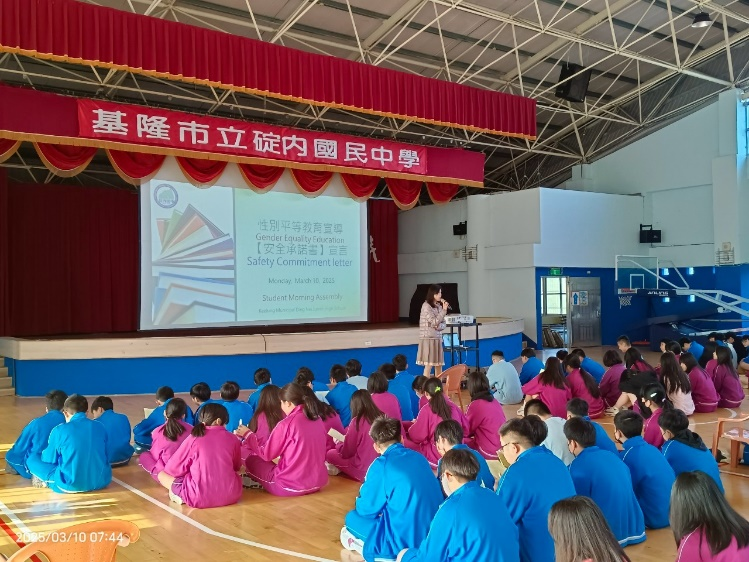 基隆市立碇內國民中學
性別平等教育宣導
Gender Equality Education
【安全承諾書】宣言
Safety Commitment letter
Monday, March 10, 2025
Student Morning Assembly
2025/03/10 07:44